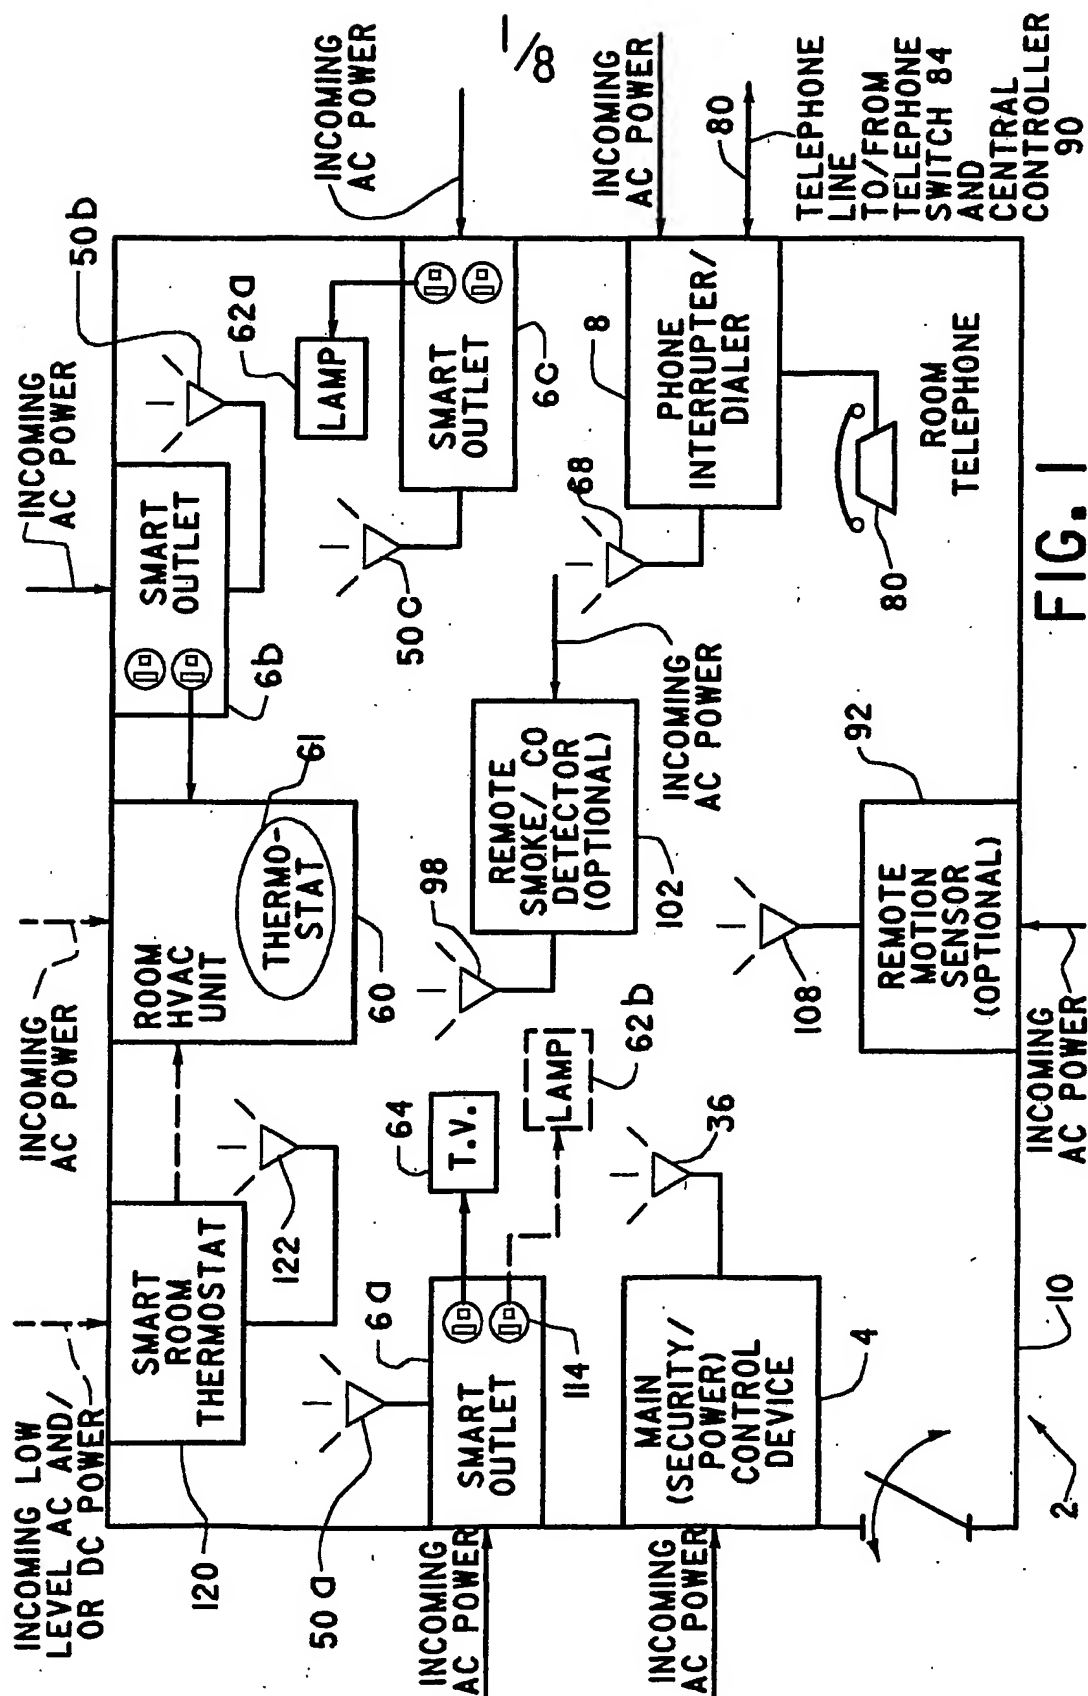 1/8
INCOMING LOW
LEVEL AC AND/
OR DC POWER
INCOMING
AC POWER
INCOMING
AC POWER
50b
120
SMART
ROOM
THERMOSTAT
122
ROOM
HVAC
UNIT
THERMO-
STAT
61
60
6b
SMART
OUTLET
62a
LAMP
INCOMING
AC POWER
50a
6a
SMART
OUTLET
114
64
T.V.
LAMP
62b
98
REMOTE
SMOKE/CO
DETECTOR
(OPTIONAL)
102
INCOMING
AC POWER
50c
SMART
OUTLET
6c
INCOMING
AC POWER
INCOMING
AC POWER
MAIN
(SECURITY/
POWER)
CONTROL
DEVICE
4
36
68
8
PHONE
INTERRUPTER/
DIALER
INCOMING
AC POWER
80
TELEPHONE
LINE
TO/FROM
TELEPHONE
SWITCH 84
AND
CENTRAL
CONTROLLER
90
108
REMOTE
MOTION
SENSOR
(OPTIONAL)
92
INCOMING
AC POWER
80
ROOM
TELEPHONE
2
10
FIG. 1